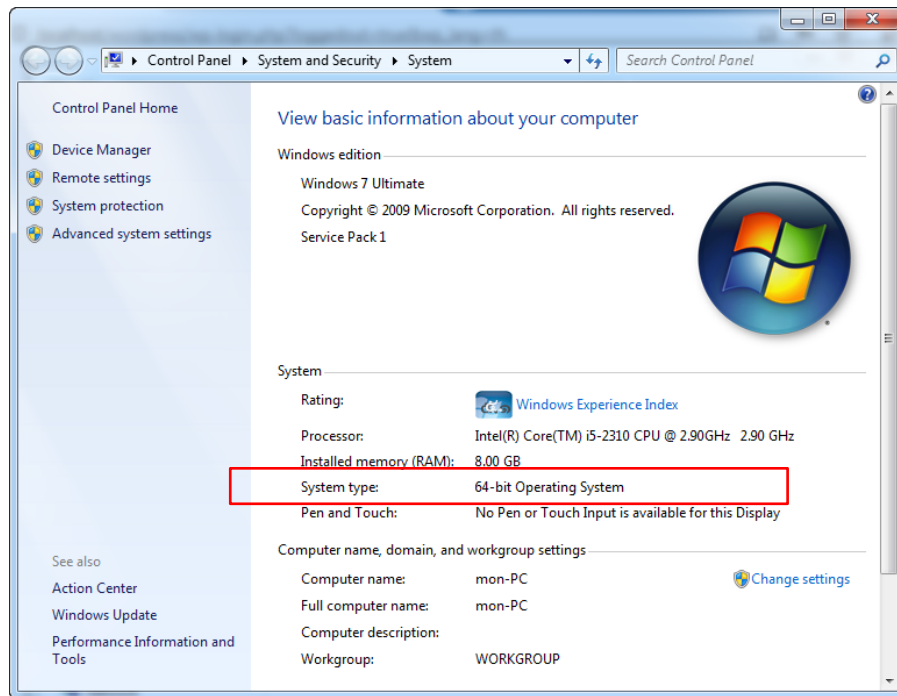 Control Panel ▸ System and Security ▸ System
Search Control Panel
Control Panel Home
Device Manager
Remote settings
System protection
Advanced system settings
See also
Action Center
Windows Update
Performance Information and
Tools
View basic information about your computer
Windows edition
Windows 7 Ultimate
Copyright © 2009 Microsoft Corporation. All rights reserved.
Service Pack 1
System
Rating: Windows Experience Index
Processor: Intel(R) Core(TM) i5-2310 CPU @ 2.90GHz 2.90 GHz
Installed memory (RAM): 8.00 GB
System type: 64-bit Operating System
Pen and Touch: No Pen or Touch Input is available for this Display
Computer name, domain, and workgroup settings
Computer name: mon-PC Change settings
Full computer name: mon-PC
Computer description:
Workgroup: WORKGROUP